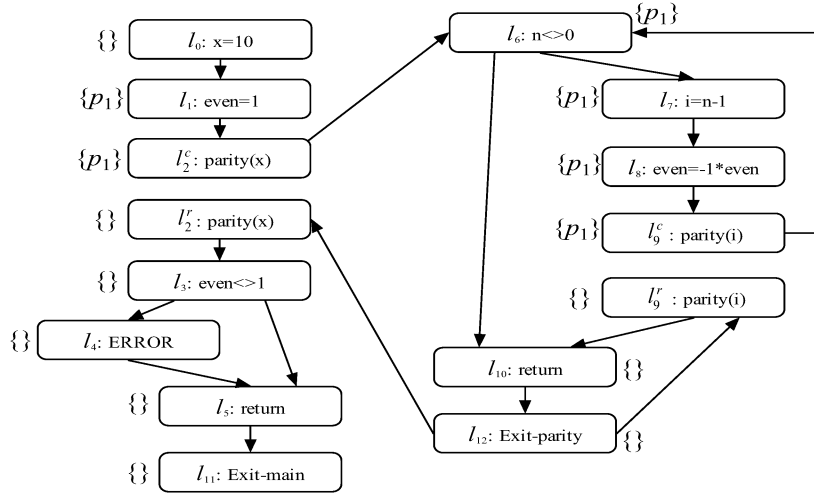 {} l₀: x=10
{p₁} l₁: even=1
{p₁} l₂ᶜ: parity(x)
{} l₂ʳ: parity(x)
{} l₃: even<>1
{} l₄: ERROR
{} l₅: return
{} l₁₁: Exit-main
l₆: n<>0 {p₁}
{p₁} l₇: i=n-1
{p₁} l₈: even=-1*even
{p₁} l₉ᶜ : parity(i)
{} l₉ʳ : parity(i)
l₁₀: return {}
l₁₂: Exit-parity {}